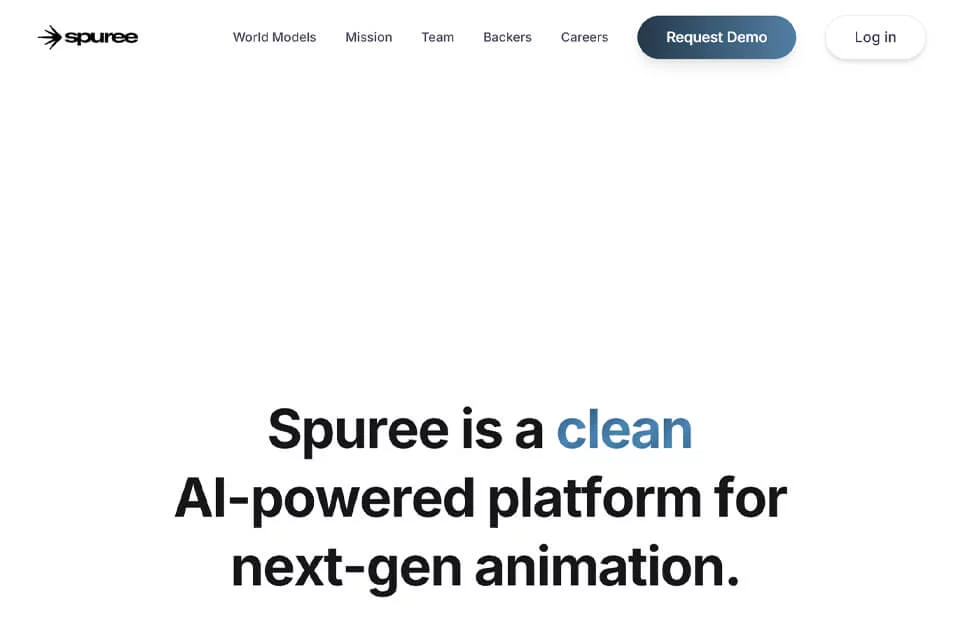 spuree
World Models Mission Team Backers Careers Request Demo Log in
Spuree is a clean
AI-powered platform for
next-gen animation.